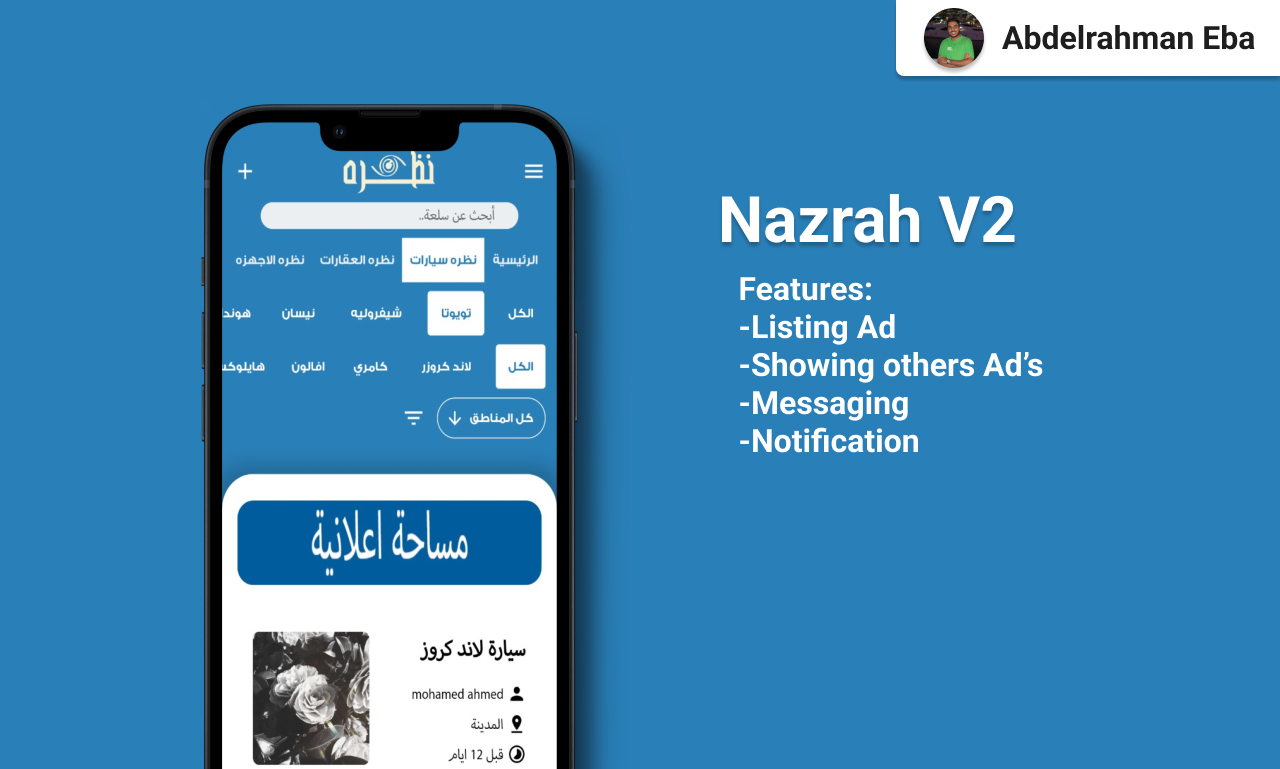 Abdelrahman Eba
نظره
أبحث عن سلعة..
الرئيسية نظره سيارات نظره العقارات نظره الاجهزه
الكل تويوتا شيفروليه نيسان هوند
الكل لاند كروزر كامري افالون هايلوكس
كل المناطق
مساحة اعلانية
سيارة لاند كروز
mohamed ahmed
المدينة
قبل 12 ايام
Nazrah V2
Features:
-Listing Ad
-Showing others Ad’s
-Messaging
-Notification